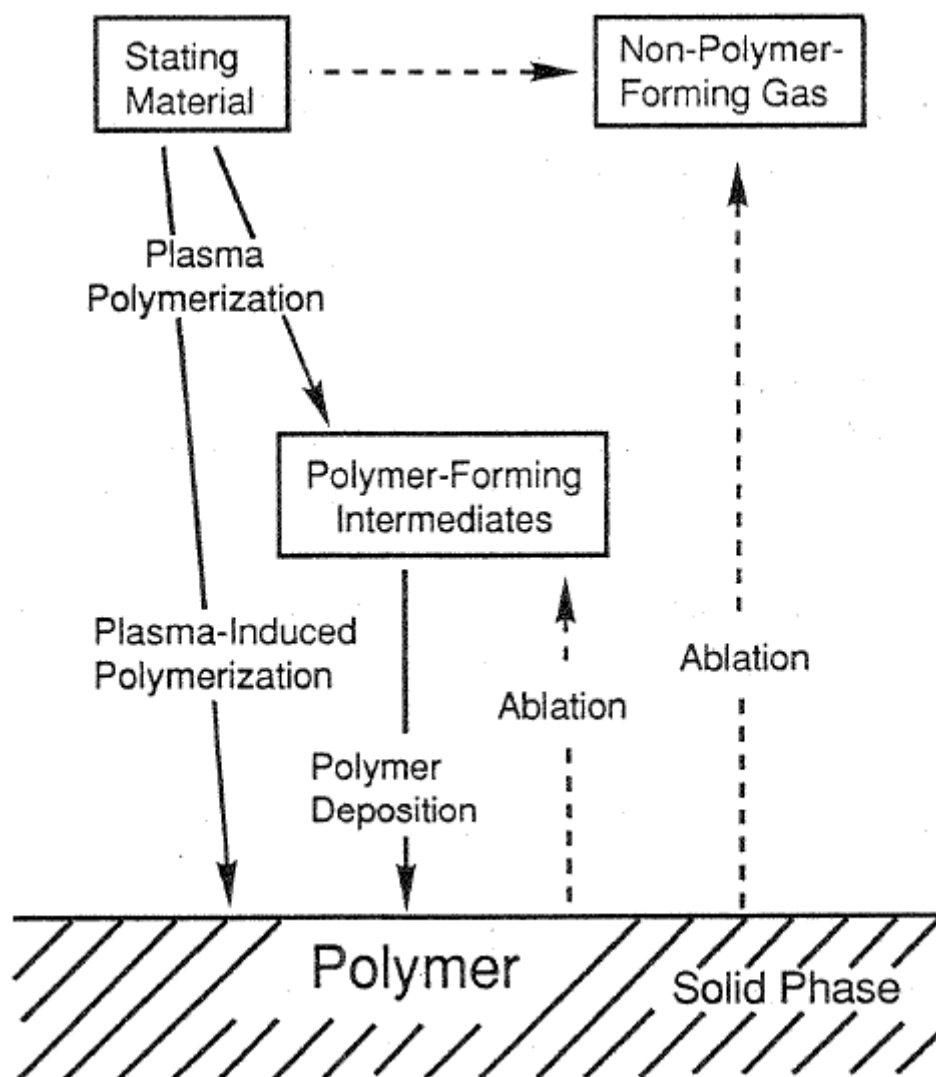 Stating
Material
Non-Polymer-
Forming Gas
Plasma
Polymerization
Polymer-Forming
Intermediates
Plasma-Induced
Polymerization
Ablation
Ablation
Polymer
Deposition
Polymer
Solid Phase